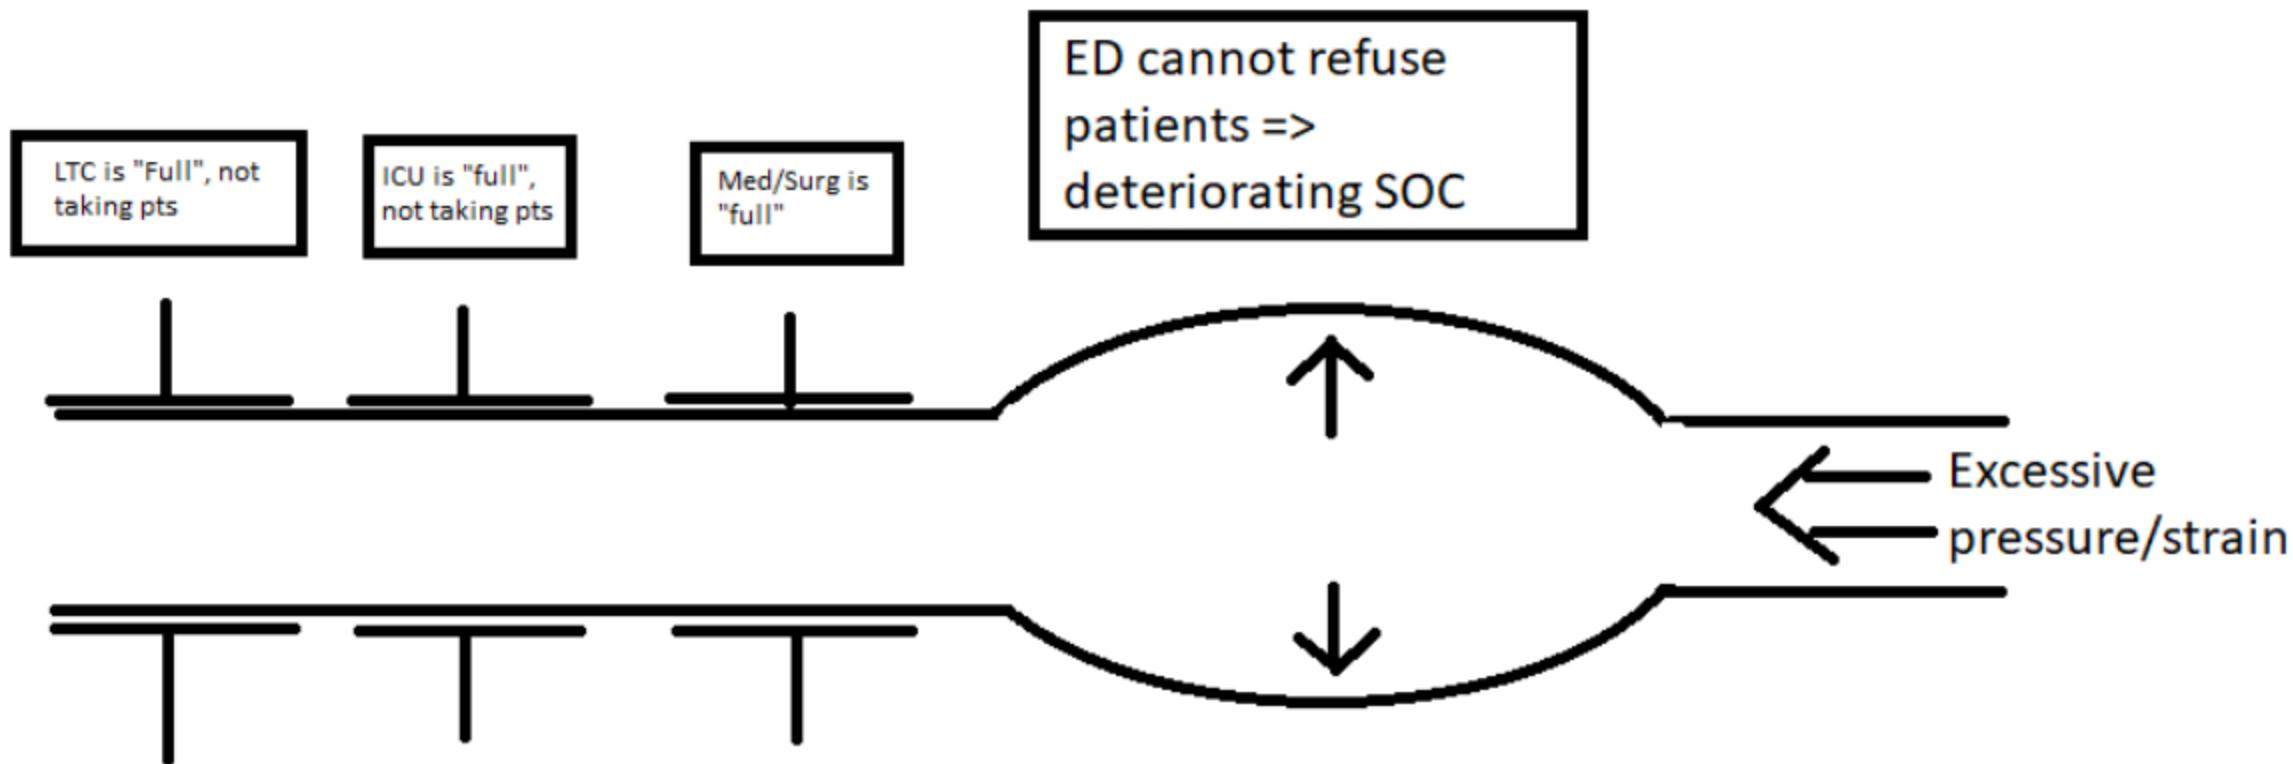 LTC is "Full", not
taking pts
ICU is "full",
not taking pts
Med/Surg is
"full"
ED cannot refuse
patients =>
deteriorating SOC
Excessive
pressure/strain